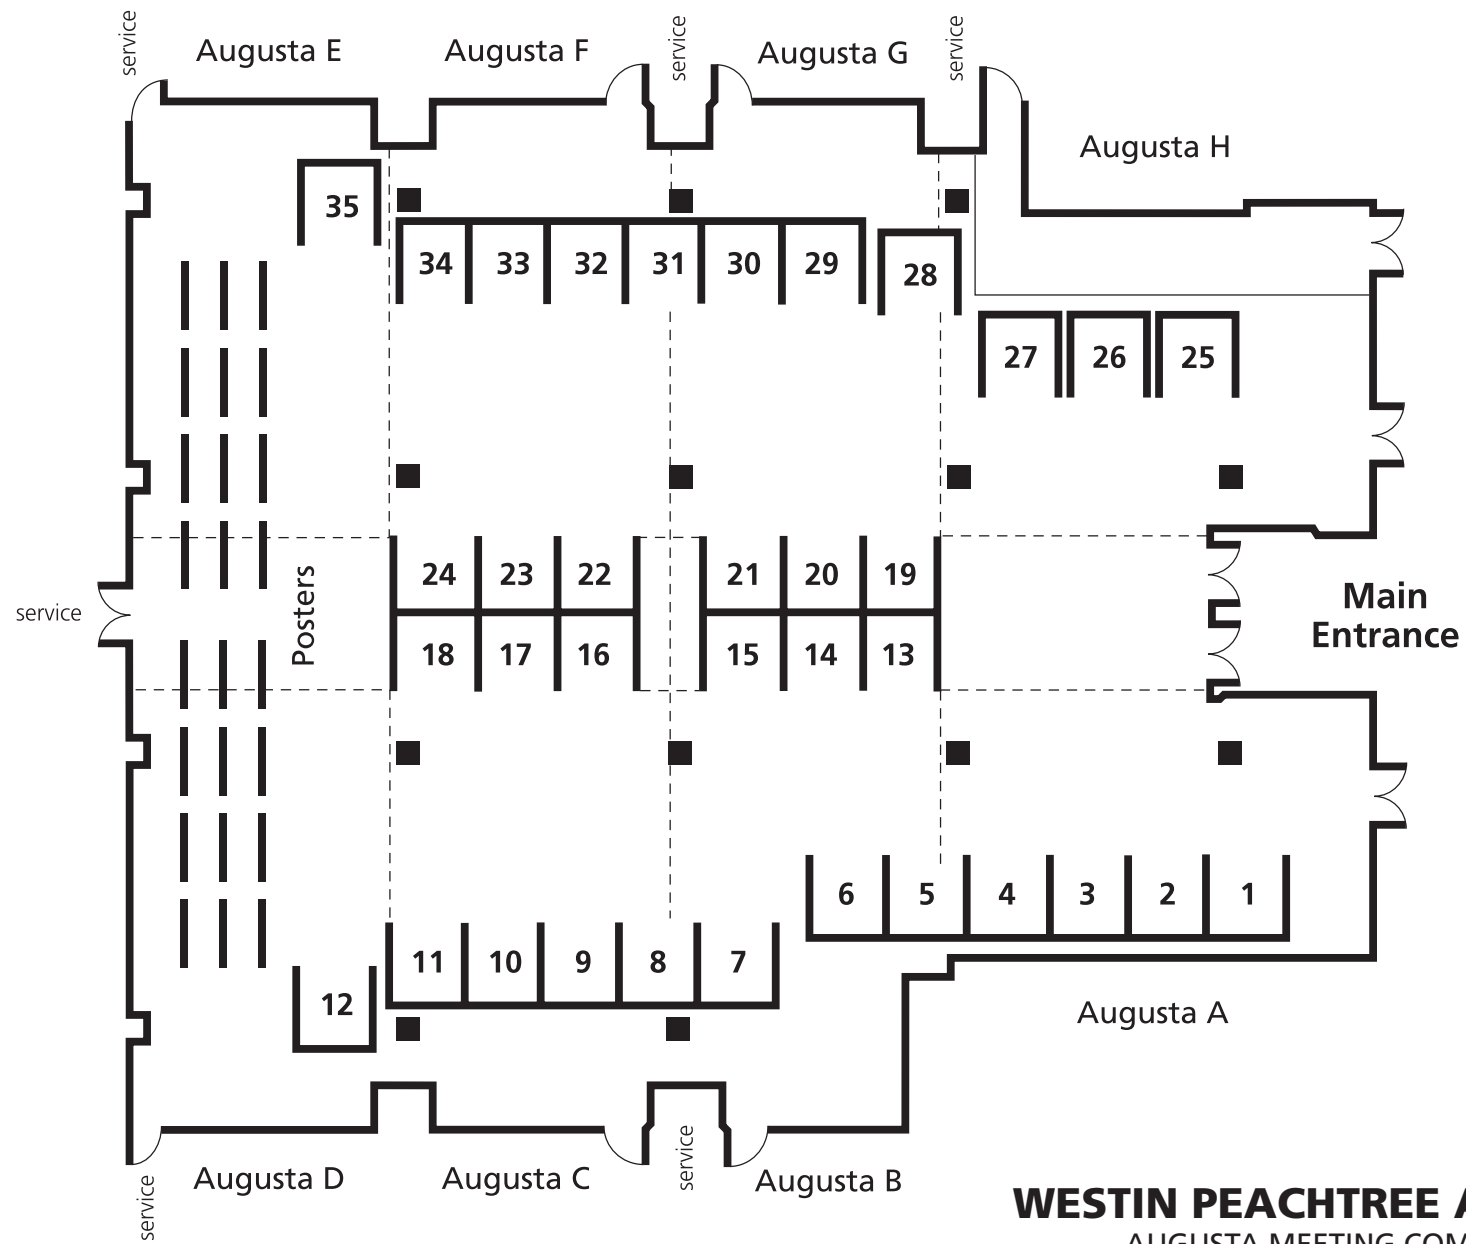 service
Augusta E
Augusta F
service
Augusta G
service
Augusta H
35
34 33 32 31 30 29
28
27 26 25
24 23 22 21 20 19
service
Posters
Main
Entrance
18 17 16 15 14 13
6 5 4 3 2 1
11 10 9 8 7
12
Augusta A
service
Augusta D
Augusta C
service
Augusta B
WESTIN PEACHTREE
AUGUSTA MEETING